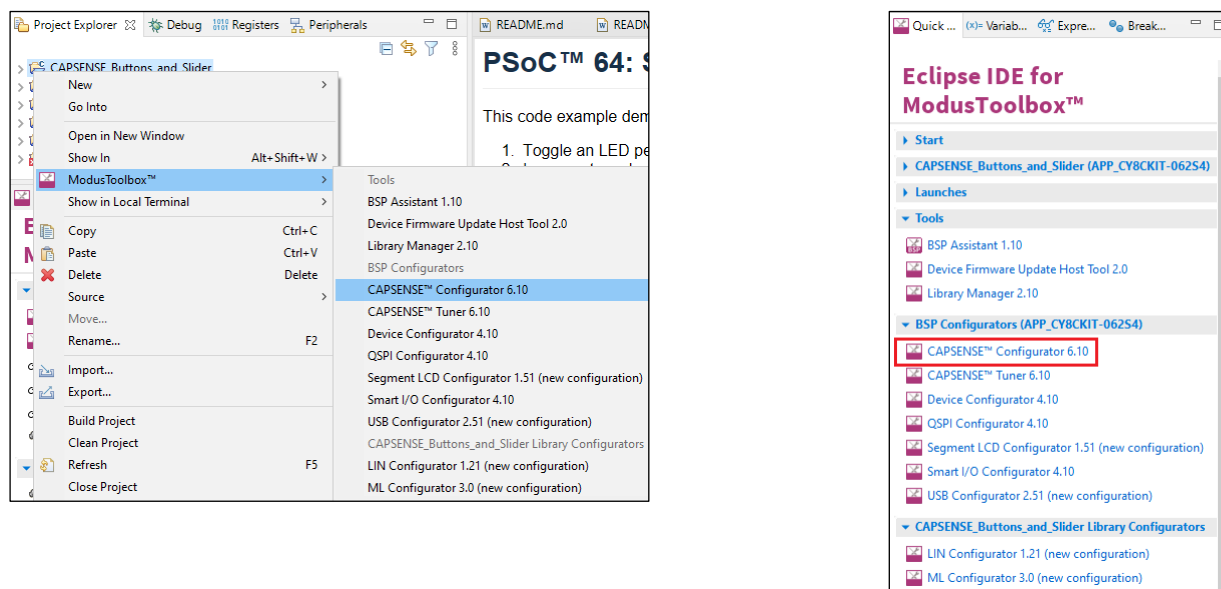 Project Explorer Debug Registers Peripherals
CAPSENSE_Buttons_and_Slider
New
Go Into
Open in New Window
Show In Alt+Shift+W
ModusToolbox™
Show in Local Terminal
Copy Ctrl+C
Paste Ctrl+V
Delete Delete
Source
Move...
Rename... F2
Import...
Export...
Build Project
Clean Project
Refresh F5
Close Project
Tools
BSP Assistant 1.10
Device Firmware Update Host Tool 2.0
Library Manager 2.10
BSP Configurators
CAPSENSE™ Configurator 6.10
CAPSENSE™ Tuner 6.10
Device Configurator 4.10
QSPI Configurator 4.10
Segment LCD Configurator 1.51 (new configuration)
Smart I/O Configurator 4.10
USB Configurator 2.51 (new configuration)
CAPSENSE_Buttons_and_Slider Library Configurators
LIN Configurator 1.21 (new configuration)
ML Configurator 3.0 (new configuration)
README.md READM
PSoC™ 64:
This code example dem
1. Toggle an LED pe
Quick ... (x)= Variab... Expre... Break...
Eclipse IDE for
ModusToolbox™
Start
CAPSENSE_Buttons_and_Slider (APP_CY8CKIT-062S4)
Launches
Tools
BSP Assistant 1.10
Device Firmware Update Host Tool 2.0
Library Manager 2.10
BSP Configurators (APP_CY8CKIT-062S4)
CAPSENSE™ Configurator 6.10
CAPSENSE™ Tuner 6.10
Device Configurator 4.10
QSPI Configurator 4.10
Segment LCD Configurator 1.51 (new configuration)
Smart I/O Configurator 4.10
USB Configurator 2.51 (new configuration)
CAPSENSE_Buttons_and_Slider Library Configurators
LIN Configurator 1.21 (new configuration)
ML Configurator 3.0 (new configuration)